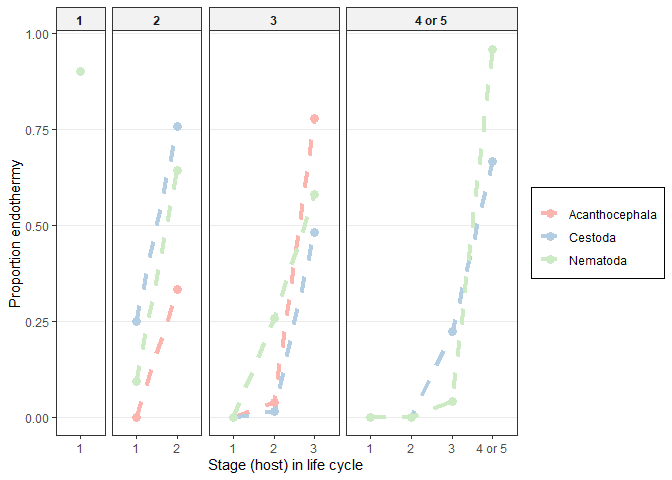 1 2 3 4 or 5
1.00
0.75
0.50
0.25
0.00
Proportion endothermy
1 1 2 1 2 3 1 2 3 4 or 5
Stage (host) in life cycle
Acanthocephala
Cestoda
Nematoda